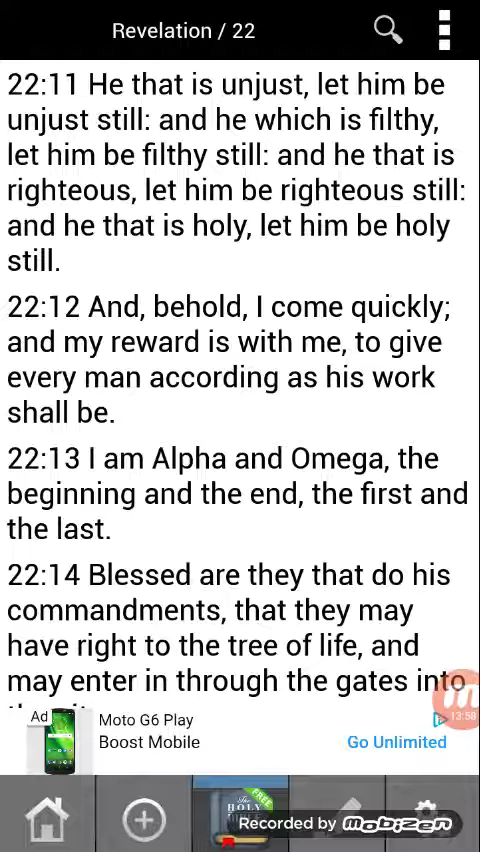 Revelation / 22
22:11 He that is unjust, let him be
unjust still: and he which is filthy,
let him be filthy still: and he that is
righteous, let him be righteous still:
and he that is holy, let him be holy
still.
22:12 And, behold, I come quickly;
and my reward is with me, to give
every man according as his work
shall be.
22:13 I am Alpha and Omega, the
beginning and the end, the first and
the last.
22:14 Blessed are they that do his
commandments, that they may
have right to the tree of life, and
may enter in through the gates into
Ad
Moto G6 Play
Boost Mobile
Go Unlimited
13:58
The
HOLY
FREE
Recorded by mobizen